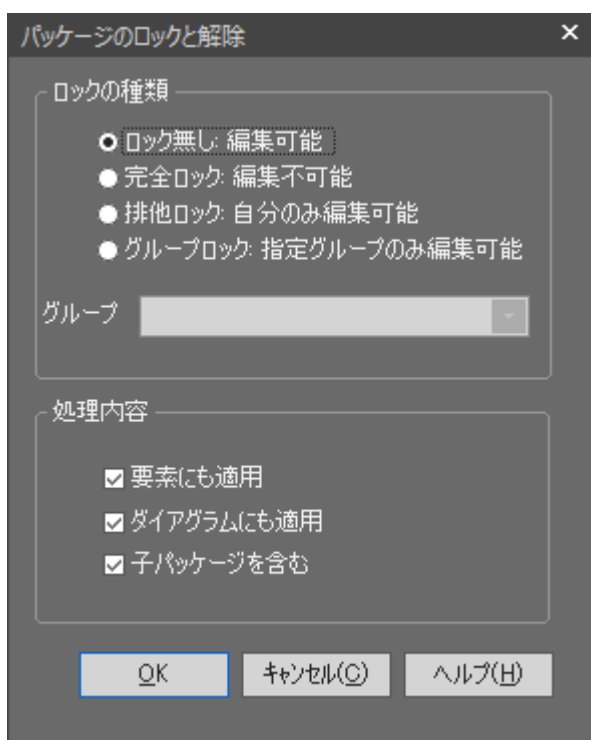 パッケージのロックと解除
ロックの種類
ロック無し: 編集可能
完全ロック: 編集不可能
排他ロック: 自分のみ編集可能
グループロック: 指定グループのみ編集可能
グループ
処理内容
要素にも適用
ダイアグラムにも適用
子パッケージを含む
OK キャンセル(C) ヘルプ(H)